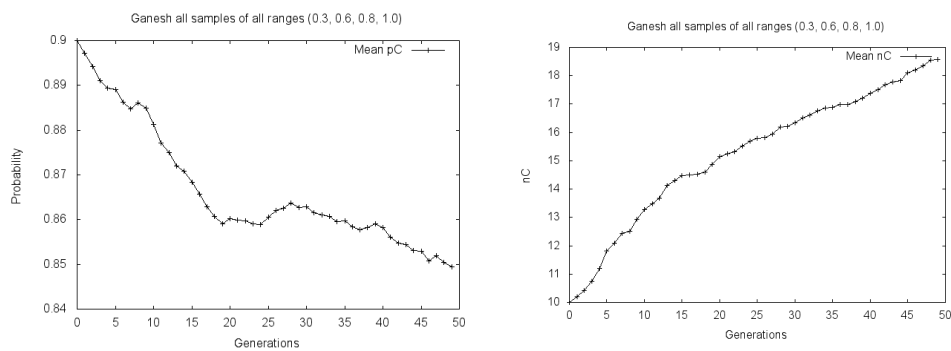 Ganesh all samples of all ranges (0.3, 0.6, 0.8, 1.0)
Mean pC
0.9
0.89
0.88
0.87
0.86
0.85
0.84
Probability
0 5 10 15 20 25 30 35 40 45 50
Generations
Ganesh all samples of all ranges (0.3, 0.6, 0.8, 1.0)
Mean nC
19
18
17
16
15
14
13
12
11
10
nC
0 5 10 15 20 25 30 35 40 45 50
Generations